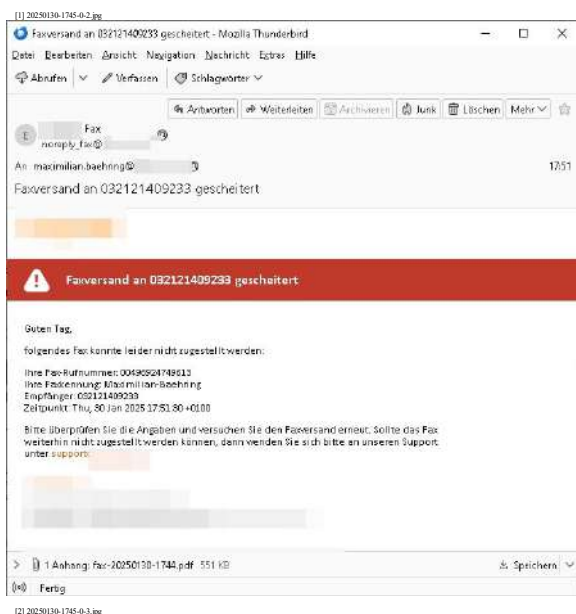 [1] 20250130-1745-0-2.jpg
Faxversand an 032121409233 gescheitert - Mozilla Thunderbird
Datei Bearbeiten Ansicht Navigation Nachricht Extras Hilfe
Abrufen Verfassen Schlagwörter
Antworten Weiterleiten Archivieren Junk Löschen Mehr
Fax
noreply_fax@
An maximilian.baehring@ 17:51
Faxversand an 032121409233 gescheitert
Faxversand an 032121409233 gescheitert
Guten Tag,
folgendes Fax konnte leider nicht zugestellt werden:
Ihre Fax-Rufnummer: 00496924749613
Ihre Faxkennung: Maximilian-Baehring
Empfänger: 032121409233
Zeitpunkt: Thu, 30 Jan 2025 17:51:30 +0100
Bitte überprüfen Sie die Angaben und versuchen Sie den Faxversand erneut. Sollte das Fax
weiterhin nicht zugestellt werden können, dann wenden Sie sich bitte an unseren Support
unter support
1 Anhang: fax-20250130-1744.pdf 551 KB Speichern
Fertig
[2] 20250130-1745-0-3.jpg